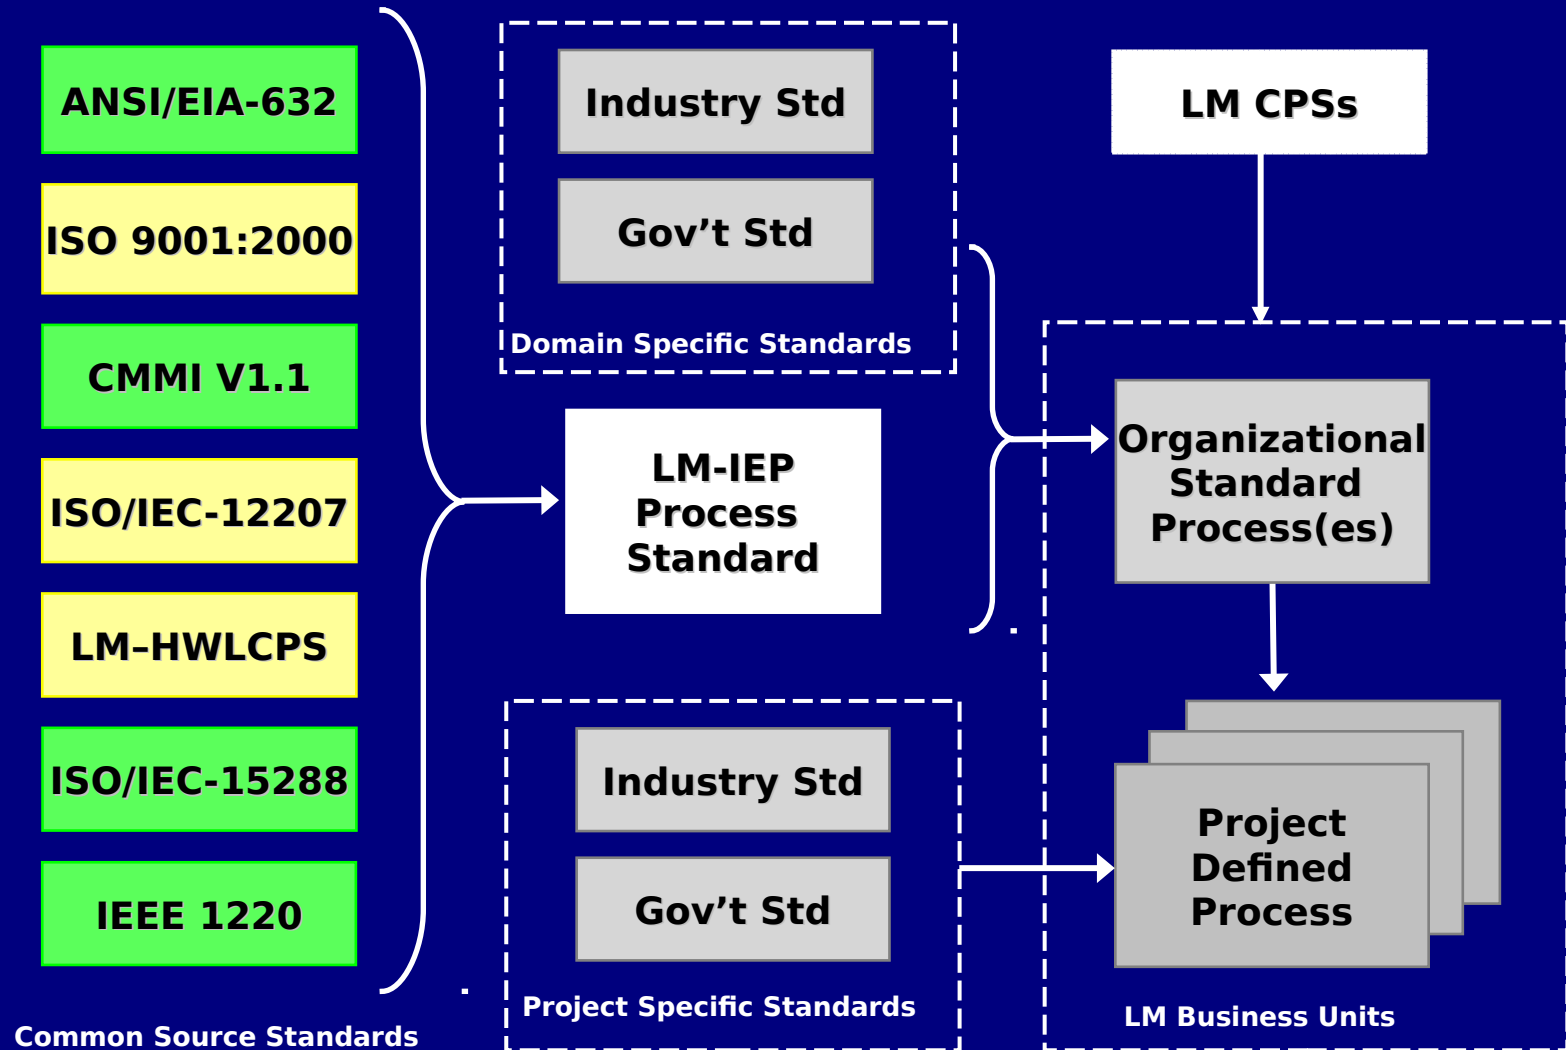 ANSI/EIA-632
ISO 9001:2000
CMMI V1.1
ISO/IEC-12207
LM–HWLCPS
ISO/IEC-15288
IEEE 1220
Common Source Standards
Industry Std
Gov’t Std
Domain Specific Standards
LM-IEP
Process
Standard
Industry Std
Gov’t Std
Project Specific Standards
LM CPSs
Organizational
Standard
Process(es)
Project
Defined
Process
LM Business Units